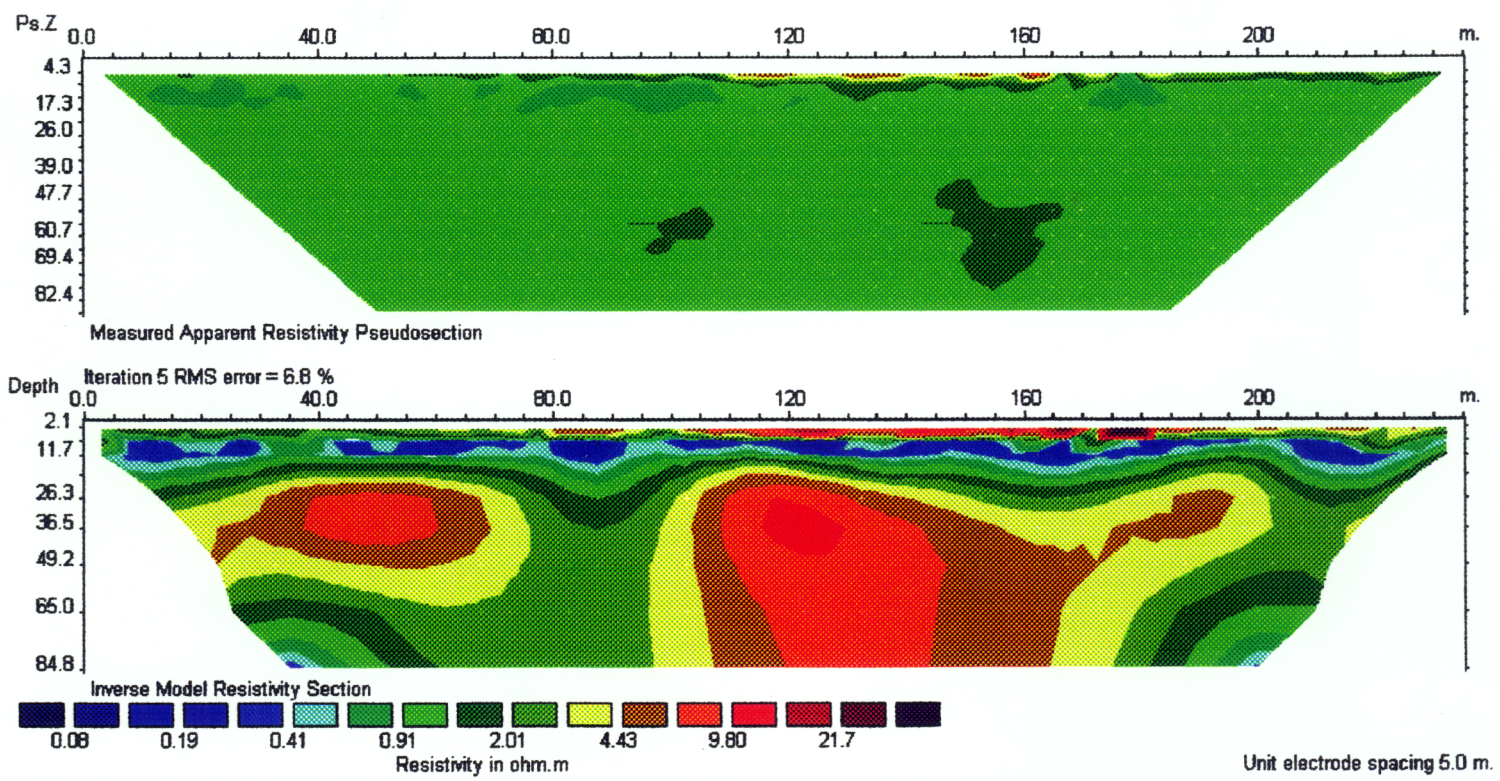 Ps.Z
0.0 40.0 80.0 120 160 200 m.
4.3
17.3
26.0
39.0
47.7
60.7
69.4
82.4
Measured Apparent Resistivity Pseudosection
Iteration 5 RMS error = 6.8 %
Depth
0.0 40.0 80.0 120 160 200 m.
2.1
11.7
26.3
36.5
49.2
65.0
84.8
Inverse Model Resistivity Section
0.08 0.19 0.41 0.91 2.01 4.43 9.80 21.7
Resistivity in ohm.m
Unit electrode spacing 5.0 m.